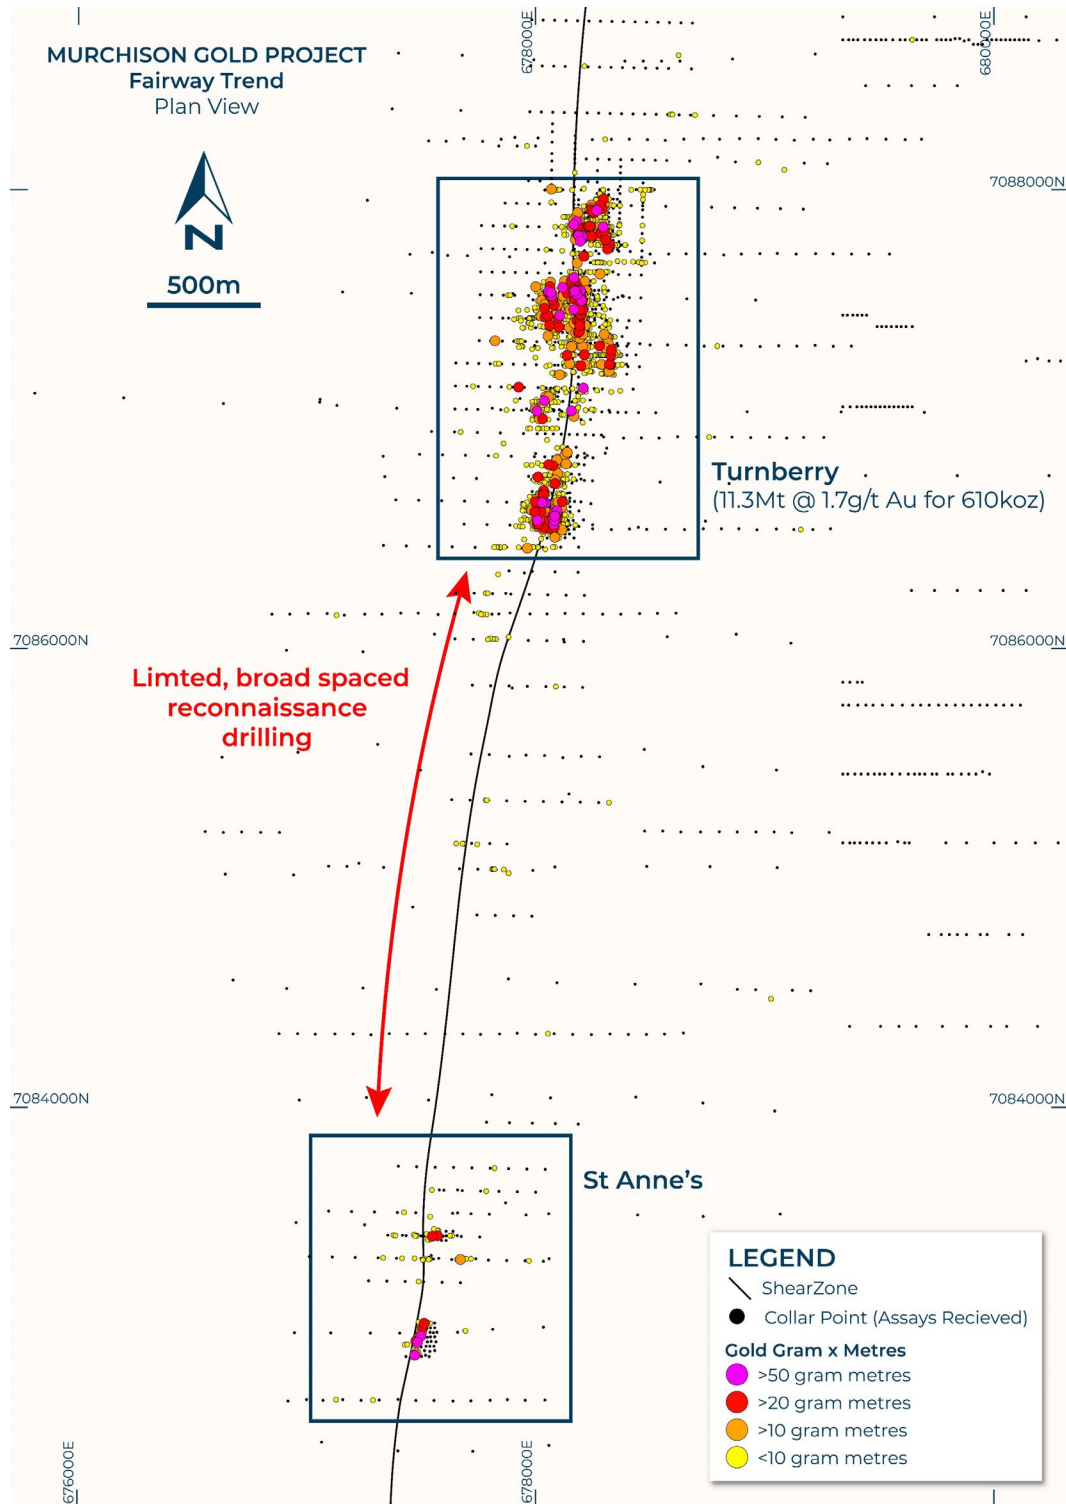 MURCHISON GOLD PROJECT
Fairway Trend
Plan View
N
500m
678000E
680000E
7088000N
Turnberry
(11.3Mt @ 1.7g/t Au for 610koz)
7086000N
7086000N
Limted, broad spaced
reconnaissance
drilling
7084000N
7084000N
St Anne's
LEGEND
ShearZone
Collar Point (Assays Recieved)
Gold Gram x Metres
>50 gram metres
>20 gram metres
>10 gram metres
<10 gram metres
676000E
678000E